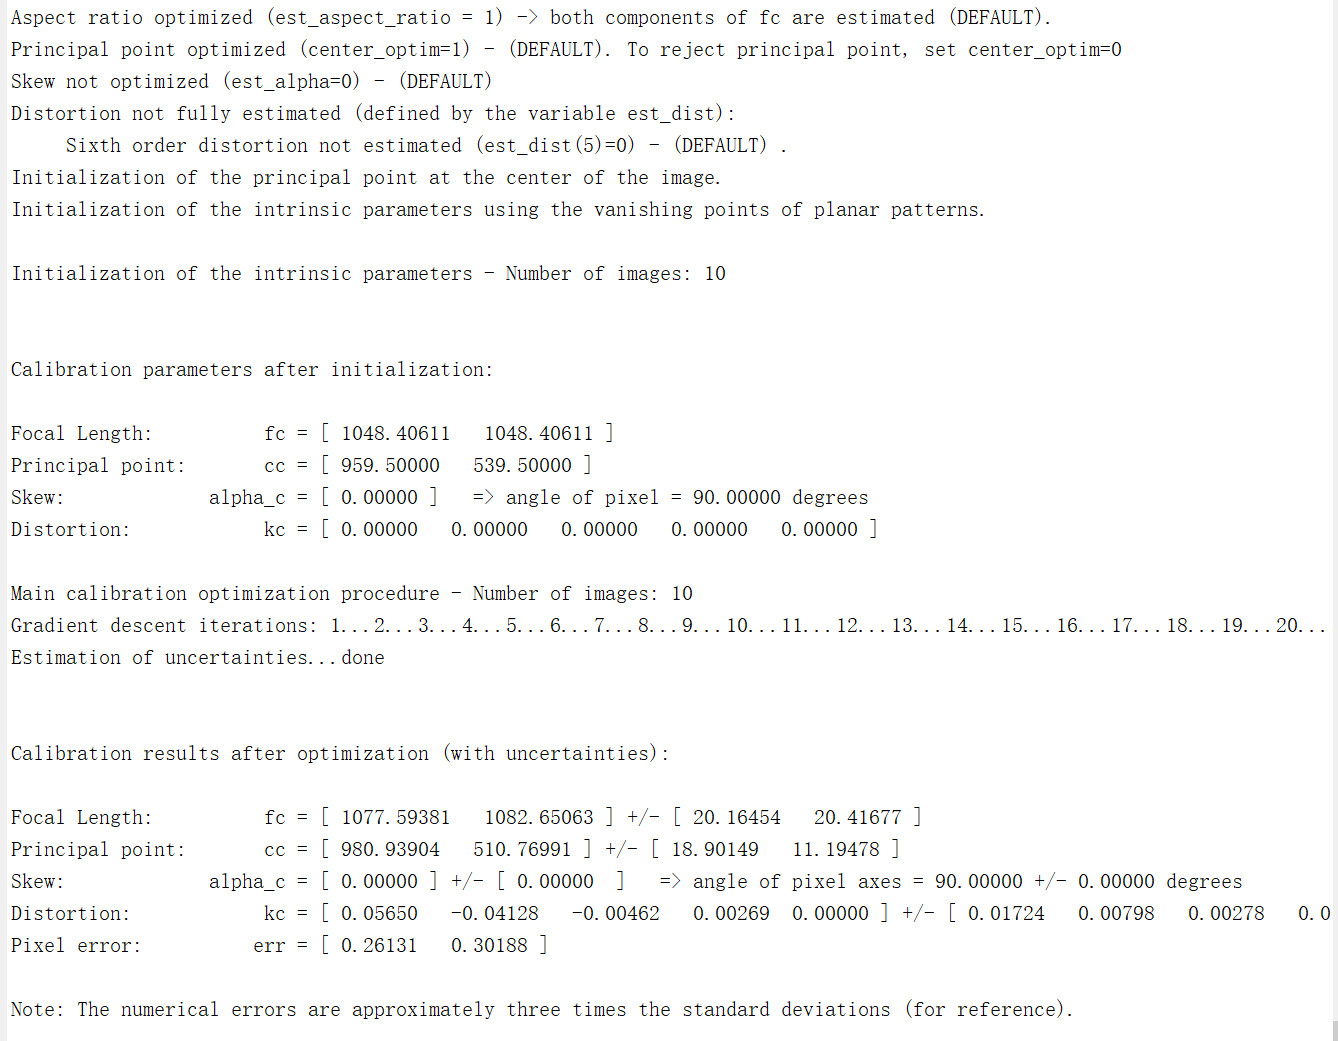 Aspect ratio optimized (est_aspect_ratio = 1) -> both components of fc are estimated (DEFAULT).
Principal point optimized (center_optim=1) - (DEFAULT). To reject principal point, set center_optim=0
Skew not optimized (est_alpha=0) - (DEFAULT)
Distortion not fully estimated (defined by the variable est_dist):
     Sixth order distortion not estimated (est_dist(5)=0) - (DEFAULT) .
Initialization of the principal point at the center of the image.
Initialization of the intrinsic parameters using the vanishing points of planar patterns.
Initialization of the intrinsic parameters - Number of images: 10
Calibration parameters after initialization:
Focal Length:          fc = [ 1048.40611   1048.40611 ]
Principal point:       cc = [ 959.50000   539.50000 ]
Skew:             alpha_c = [ 0.00000 ]   => angle of pixel = 90.00000 degrees
Distortion:            kc = [ 0.00000   0.00000   0.00000   0.00000   0.00000 ]
Main calibration optimization procedure - Number of images: 10
Gradient descent iterations: 1...2...3...4...5...6...7...8...9...10...11...12...13...14...15...16...17...18...19...20...
Estimation of uncertainties...done
Calibration results after optimization (with uncertainties):
Focal Length:          fc = [ 1077.59381   1082.65063 ] +/- [ 20.16454   20.41677 ]
Principal point:       cc = [ 980.93904   510.76991 ] +/- [ 18.90149   11.19478 ]
Skew:             alpha_c = [ 0.00000 ] +/- [ 0.00000  ]   => angle of pixel axes = 90.00000 +/- 0.00000 degrees
Distortion:            kc = [ 0.05650   -0.04128   -0.00462   0.00269  0.00000 ] +/- [ 0.01724   0.00798   0.00278   0.0
Pixel error:          err = [ 0.26131   0.30188 ]
Note: The numerical errors are approximately three times the standard deviations (for reference).